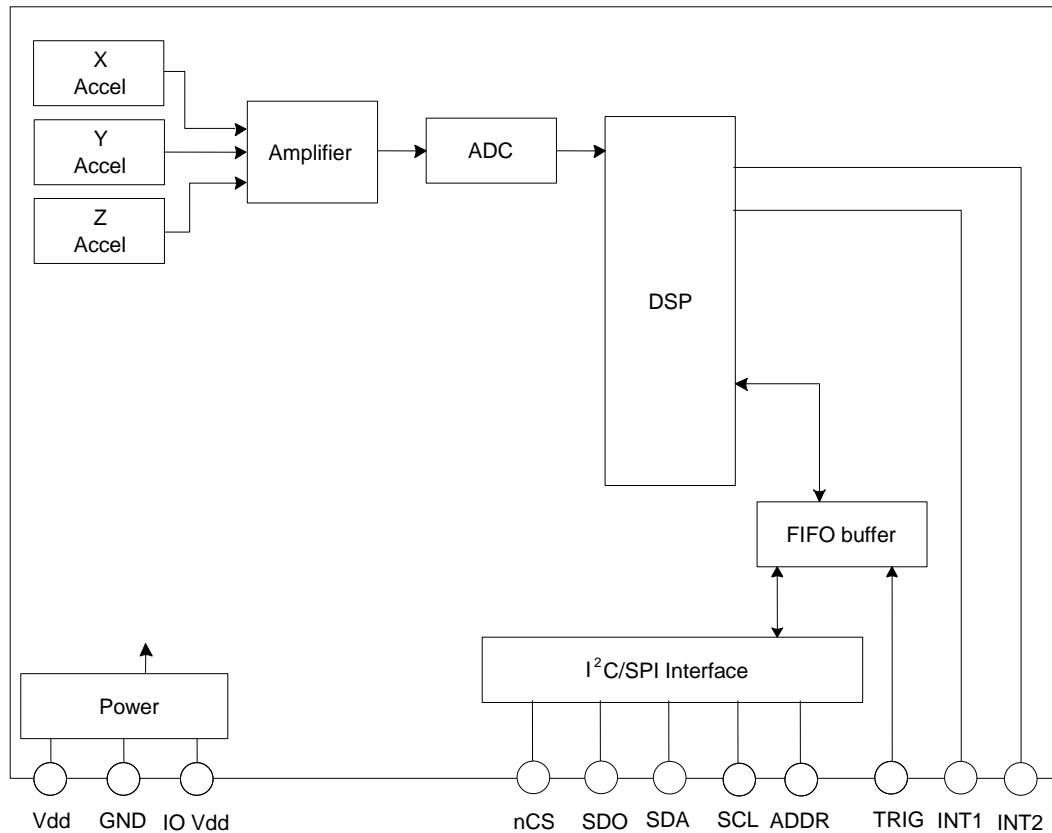 X
Accel
Y
Accel
Z
Accel
Amplifier
ADC
DSP
FIFO buffer
I²C/SPI Interface
Power
Vdd
GND
IO Vdd
nCS
SDO
SDA
SCL
ADDR
TRIG
INT1
INT2